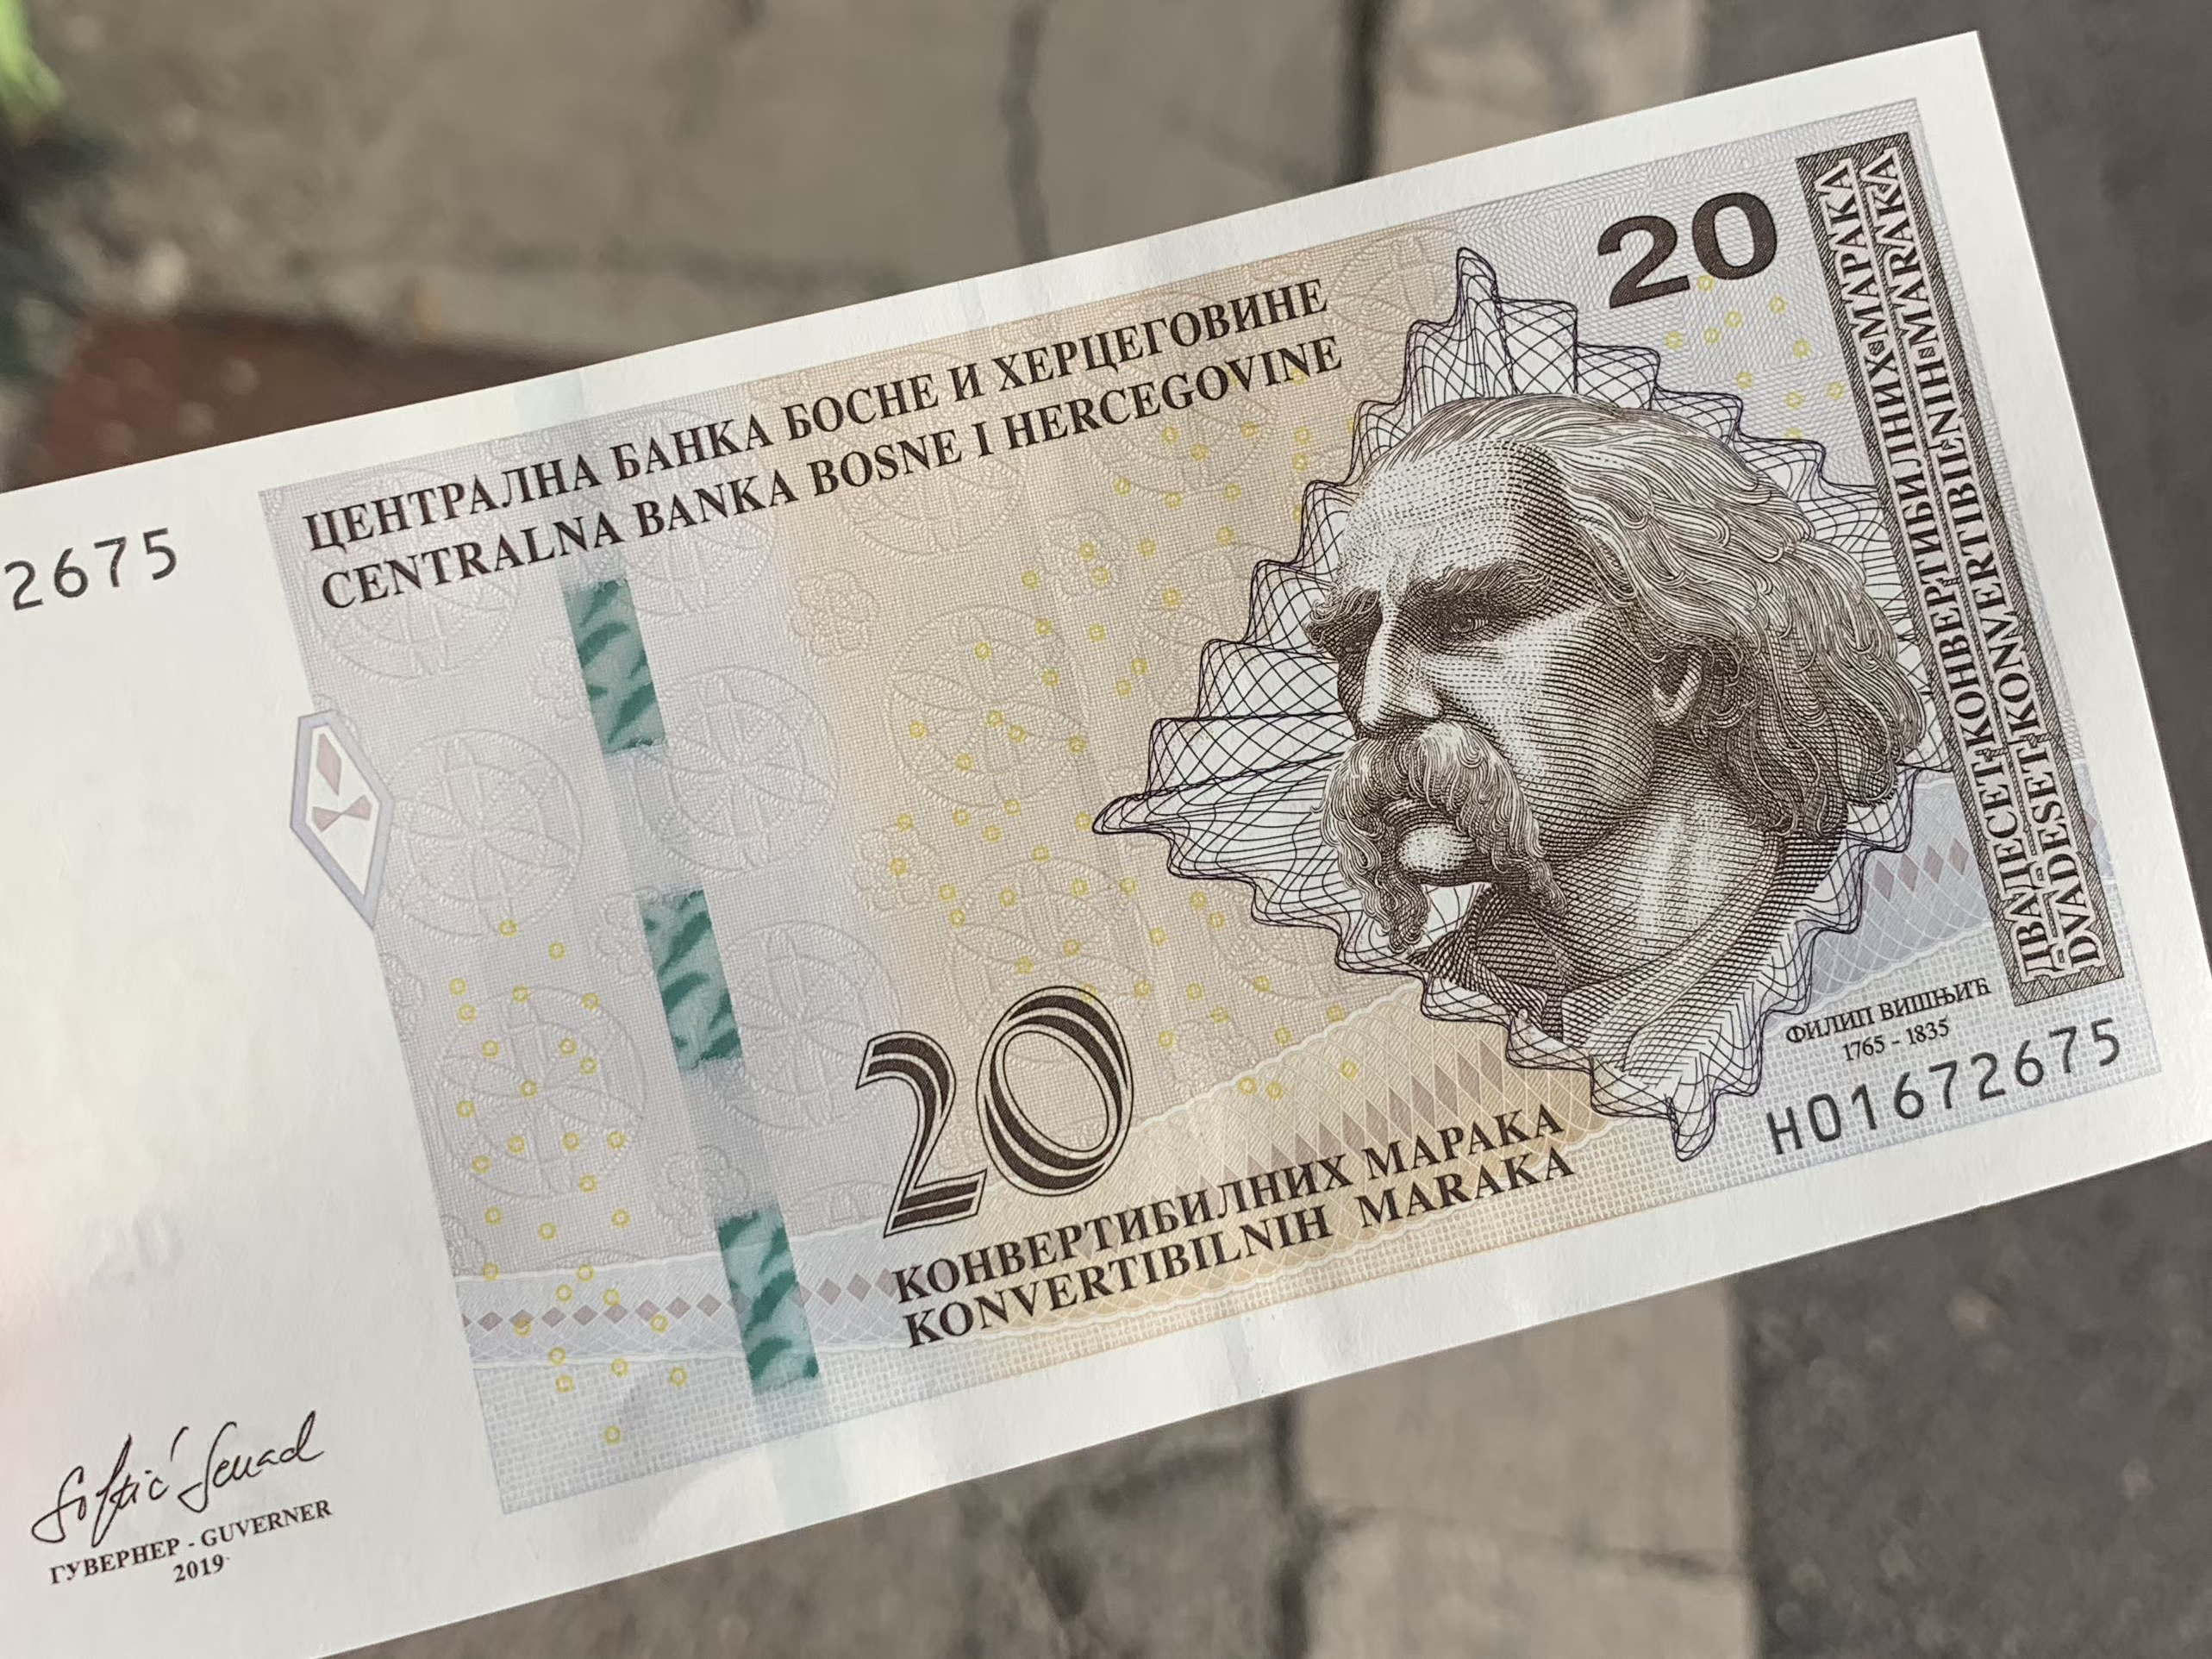 ЦЕНТРАЛНА БАНКА БОСНЕ И ХЕРЦЕГОВИНЕ
CENTRALNA BANKA BOSNE I HERCEGOVINE
20
ДВАДЕСЕТ КОНВЕРТИБИЛНИХ МАРАКА
DVADESET KONVERTIBILNIH MARAKA
2675
20
КОНВЕРТИБИЛНИХ МАРАКА
KONVERTIBILNIH MARAKA
ФИЛИП ВИШЊИЋ
1765 - 1835
H01672675
Softić Senad
ГУВЕРНЕР - GUVERNER
2019